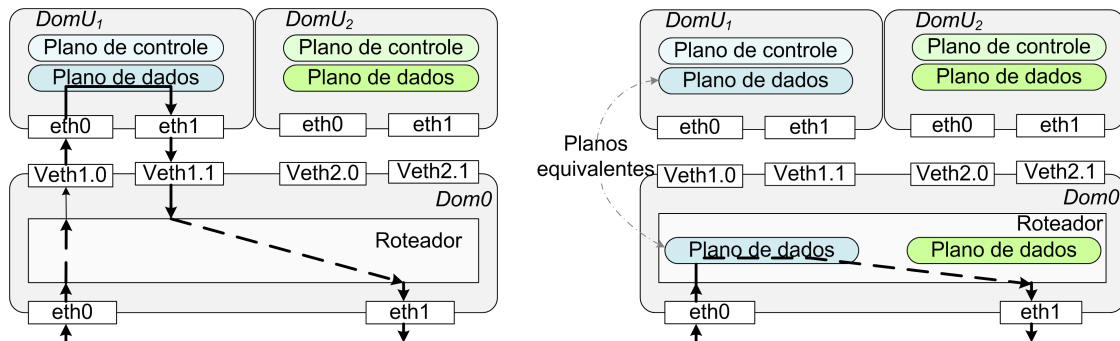 DomU1
DomU2
Plano de controle
Plano de dados
Plano de controle
Plano de dados
eth0
eth1
eth0
eth1
Veth1.0
Veth1.1
Veth2.0
Veth2.1
Dom0
Roteador
eth0
eth1
DomU1
DomU2
Plano de controle
Plano de dados
Plano de controle
Plano de dados
eth0
eth1
eth0
eth1
Planos
equivalentes
Veth1.0
Veth1.1
Veth2.0
Veth2.1
Dom0
Roteador
Plano de dados
Plano de dados
eth0
eth1